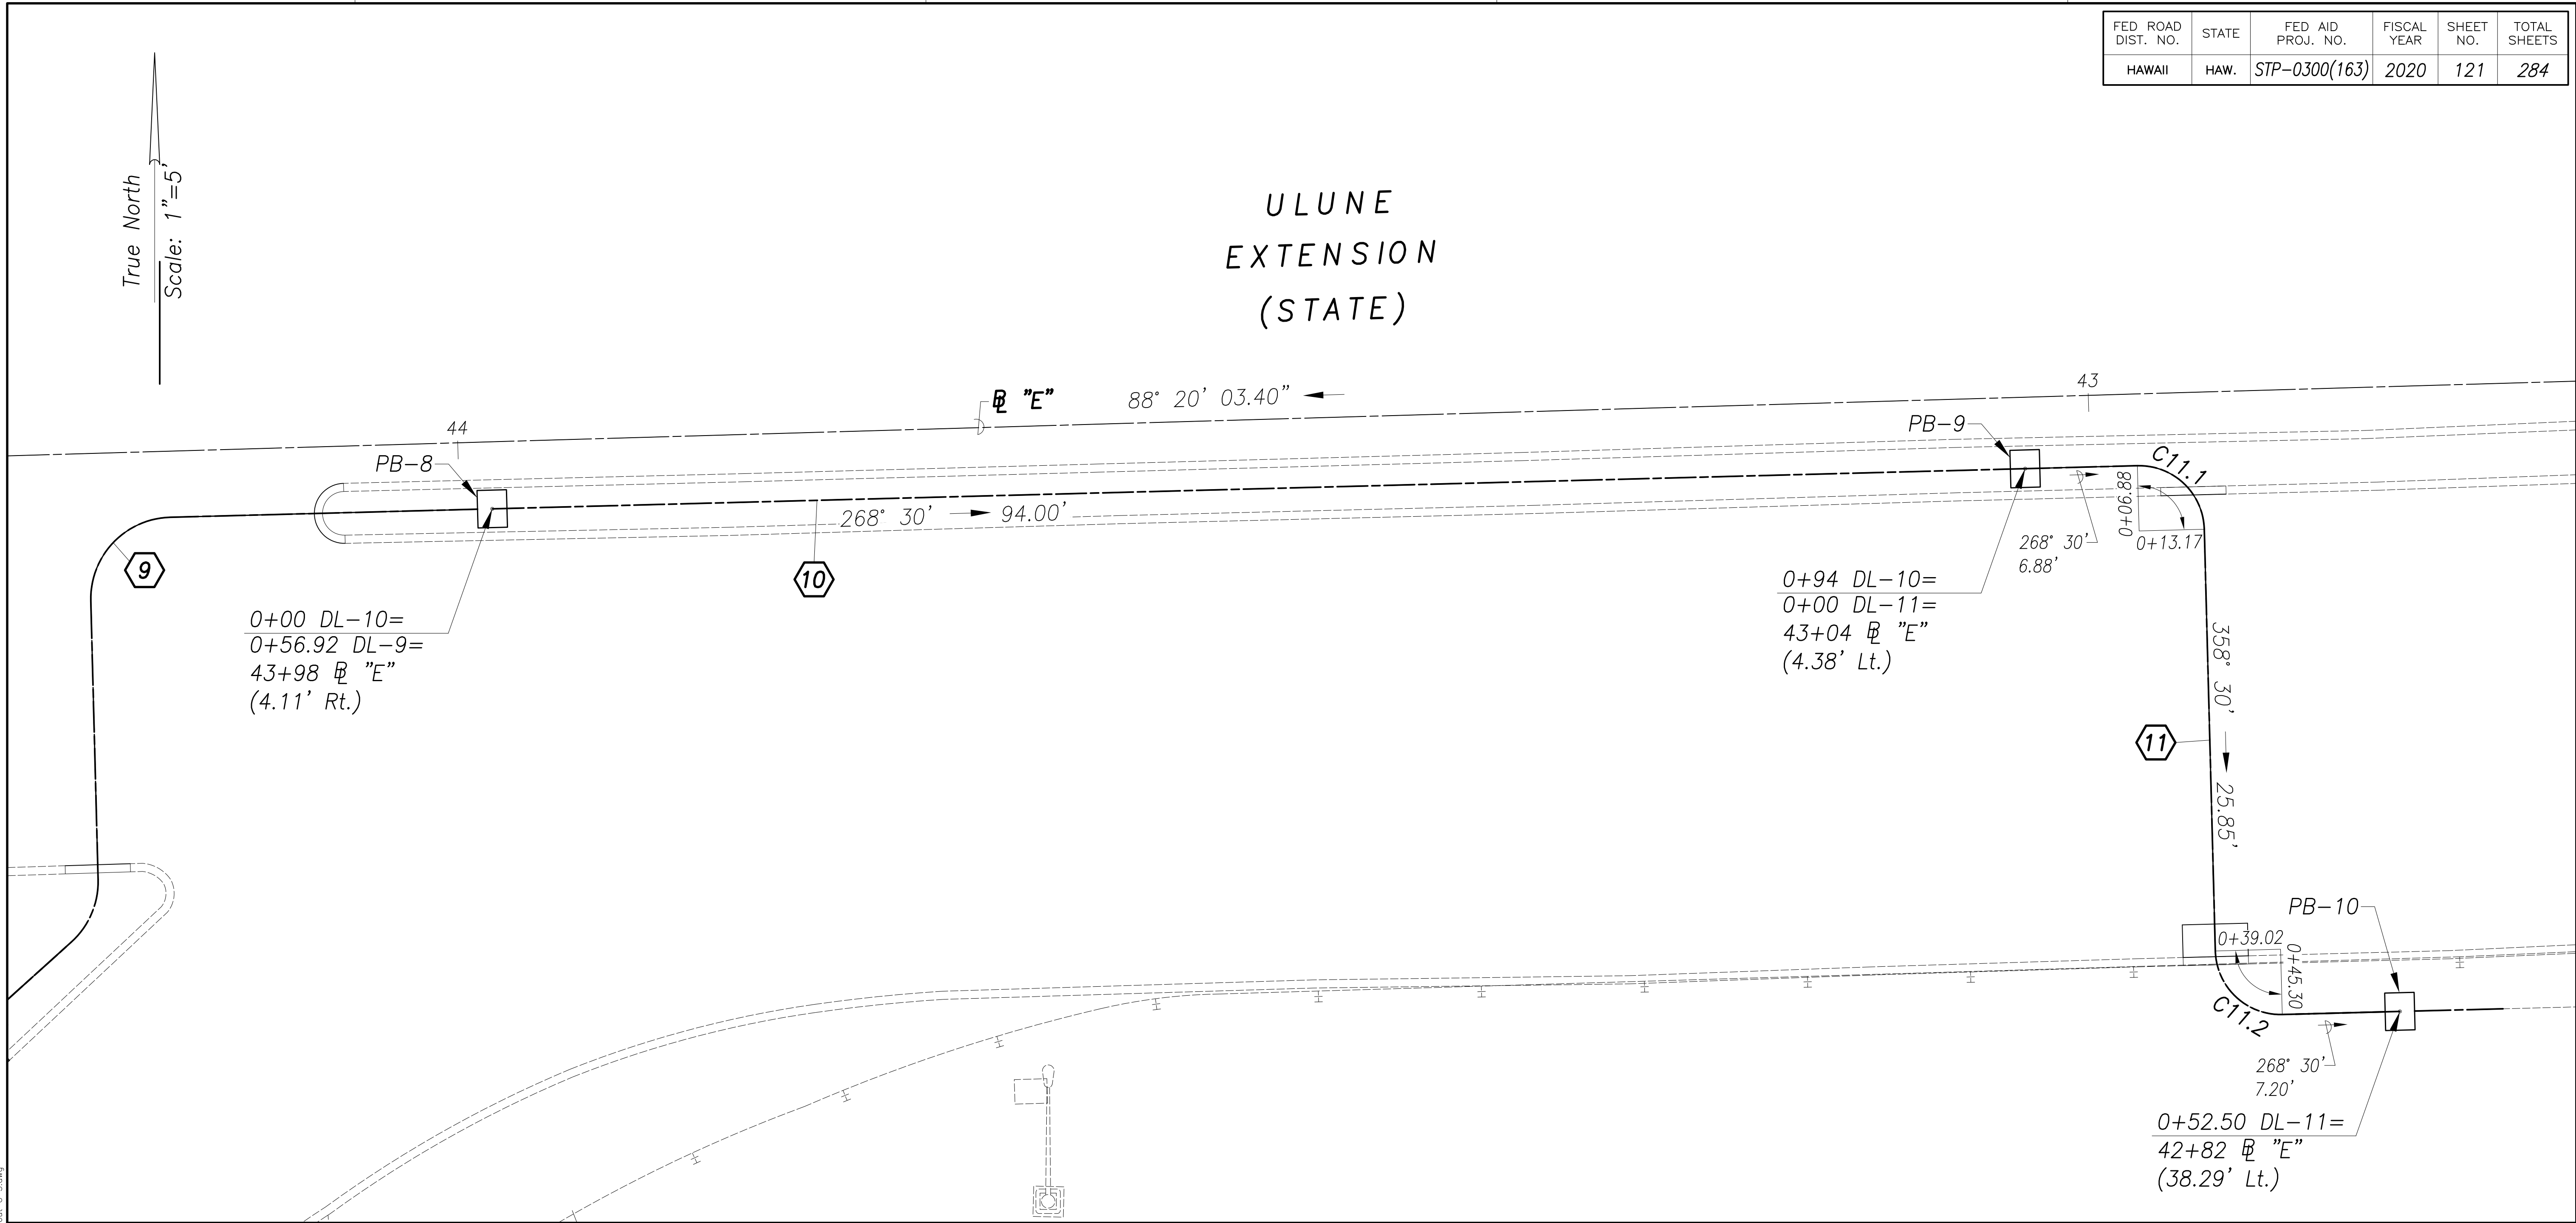 FED ROAD DIST. NO.
STATE
FED AID PROJ. NO.
FISCAL YEAR
SHEET NO.
TOTAL SHEETS
HAWAII
HAW.
STP-0300(163)
2020
121
284
True North
Scale: 1"=5'
ULUNE
EXTENSION
(STATE)
BL "E"
88° 20' 03.40"
43
44
PB-8
PB-9
C11.1
0+06.88
0+13.17
268° 30'
6.88'
268° 30'
94.00'
9
10
0+00 DL-10=
0+56.92 DL-9=
43+98 BL "E"
(4.11' Rt.)
0+94 DL-10=
0+00 DL-11=
43+04 BL "E"
(4.38' Lt.)
358° 30'
25.85'
11
PB-10
0+39.02
0+45.30
C11.2
268° 30'
7.20'
0+52.50 DL-11=
42+82 BL "E"
(38.29' Lt.)